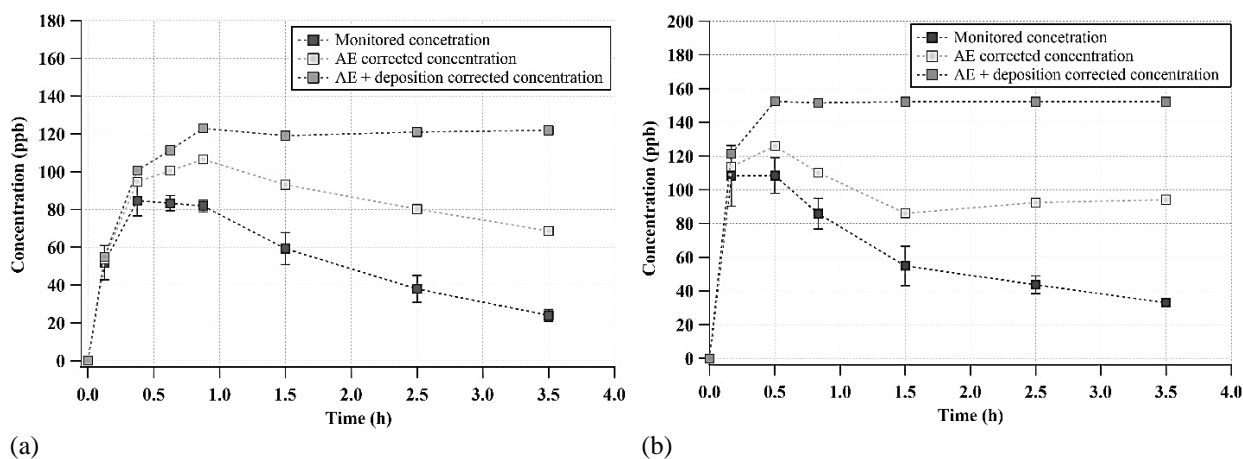 180
160
140
120
100
80
60
40
20
0
Concentration (ppb)
Monitored concetration
AE corrected concentration
AE + deposition corrected concentration
0.0 0.5 1.0 1.5 2.0 2.5 3.0 3.5 4.0
Time (h)
(a)
200
180
160
140
120
100
80
60
40
20
0
Concentration (ppb)
Monitored concetration
AE corrected concentration
AE + deposition corrected concentration
0.0 0.5 1.0 1.5 2.0 2.5 3.0 3.5 4.0
Time (h)
(b)